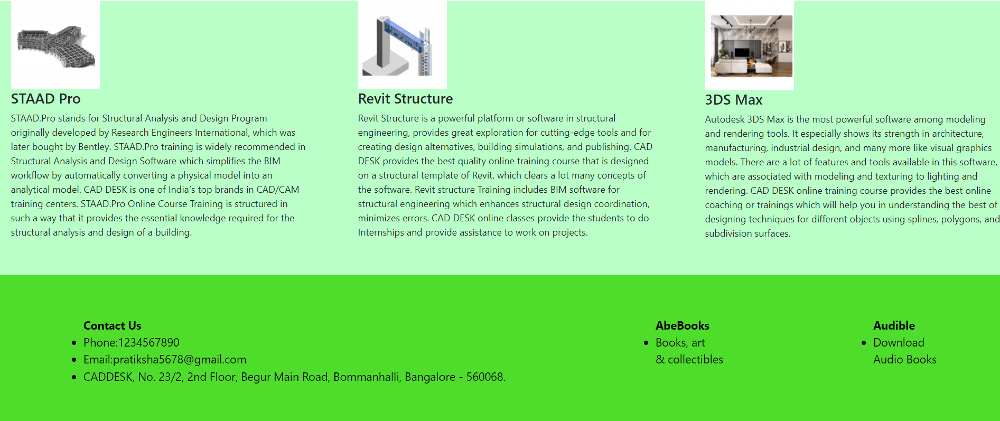 STAAD Pro
STAAD.Pro stands for Structural Analysis and Design Program
originally developed by Research Engineers International, which was
later bought by Bentley. STAAD.Pro training is widely recommended in
Structural Analysis and Design Software which simplifies the BIM
workflow by automatically converting a physical model into an
analytical model. CAD DESK is one of India’s top brands in CAD/CAM
training centers. STAAD.Pro Online Course Training is structured in
such a way that it provides the essential knowledge required for the
structural analysis and design of a building.
Revit Structure
Revit Structure is a powerful platform or software in structural
engineering, provides great exploration for cutting-edge tools and for
creating design alternatives, building simulations, and publishing. CAD
DESK provides the best quality online training course that is designed
on a structural template of Revit, which clears a lot many concepts of
the software. Revit structure Training includes BIM software for
structural engineering which enhances structural design coordination,
minimizes errors. CAD DESK online classes provide the students to do
Internships and provide assistance to work on projects.
3DS Max
Autodesk 3DS Max is the most powerful software among modeling
and rendering tools. It especially shows its strength in architecture,
manufacturing, industrial design, and many more like visual graphics
models. There are a lot of features and tools available in this software,
which are associated with modeling and texturing to lighting and
rendering. CAD DESK online training course provides the best online
coaching or trainings which will help you in understanding the best of
designing techniques for different objects using splines, polygons, and
subdivision surfaces.
Contact Us
Phone:1234567890
Email:pratiksha5678@gmail.com
CADDESK, No. 23/2, 2nd Floor, Begur Main Road, Bommanhalli, Bangalore - 560068.
AbeBooks
Books, art
& collectibles
Audible
Download
Audio Books